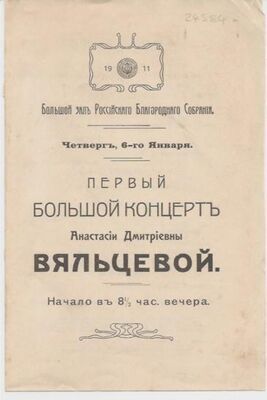 24584
19 11
Большой залъ Россійскаго Благороднаго Собранія.
Четвергъ, 6-го Января.
ПЕРВЫЙ
БОЛЬШОЙ КОНЦЕРТЪ
Анастасіи Дмитріевны
ВЯЛЬЦЕВОЙ.
Начало въ 8½ час. вечера.